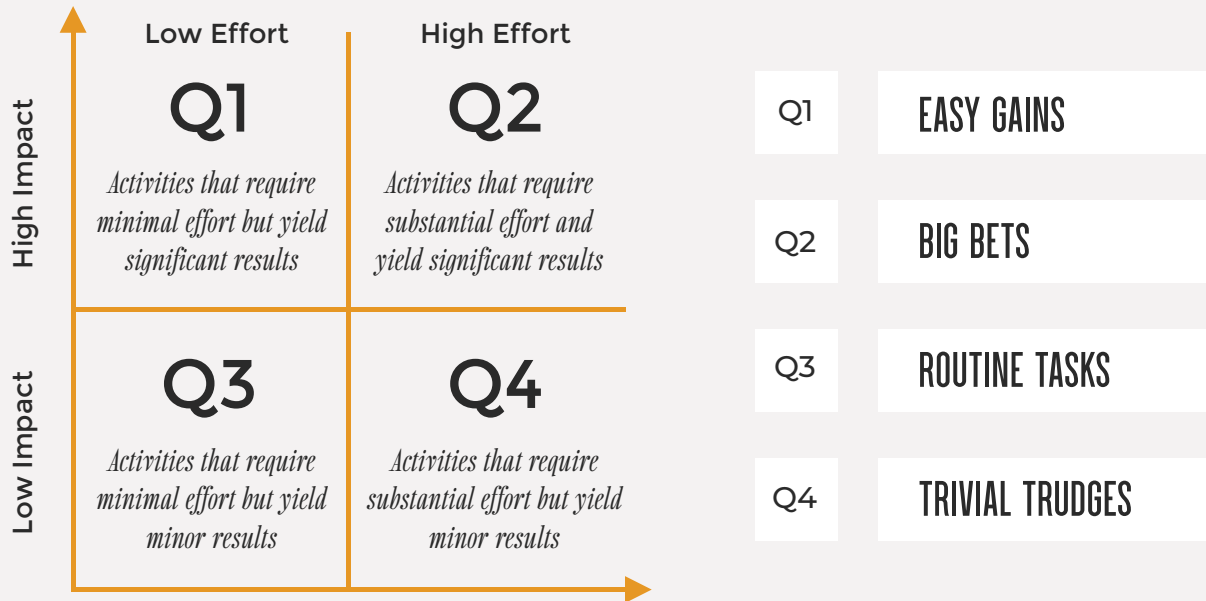 Low Effort
High Effort
High Impact
Q1
Activities that require
minimal effort but yield
significant results
Q2
Activities that require
substantial effort and
yield significant results
Low Impact
Q3
Activities that require
minimal effort but yield
minor results
Q4
Activities that require
substantial effort but yield
minor results
Q1
EASY GAINS
Q2
BIG BETS
Q3
ROUTINE TASKS
Q4
TRIVIAL TRUDGES